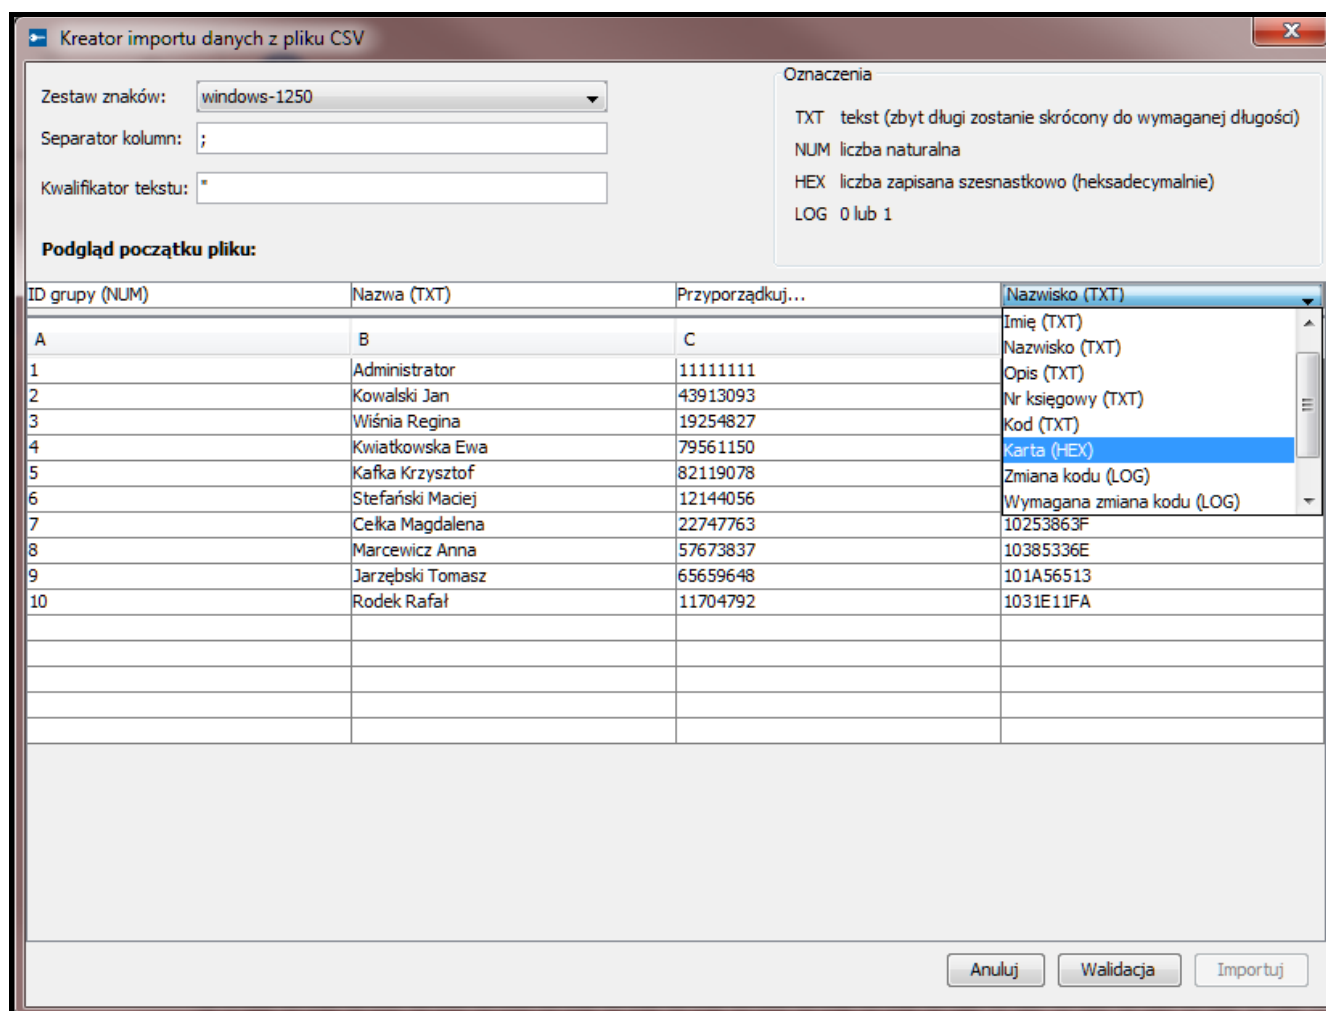 Kreator importu danych z pliku CSV
x
Zestaw znaków: windows-1250
Separator kolumn: ;
Kwalifikator tekstu: "
Podgląd początku pliku:
Oznaczenia
TXT tekst (zbyt długi zostanie skrócony do wymaganej długości)
NUM liczba naturalna
HEX liczba zapisana szesnastkowo (heksadecymalnie)
LOG 0 lub 1
ID grupy (NUM) Nazwa (TXT) Przyporządkuj... Nazwisko (TXT)
Imię (TXT)
Nazwisko (TXT)
Opis (TXT)
Nr księgowy (TXT)
Kod (TXT)
Karta (HEX)
Zmiana kodu (LOG)
Wymagana zmiana kodu (LOG)
A B C
1 Administrator 11111111
2 Kowalski Jan 43913093
3 Wiśnia Regina 19254827
4 Kwiatkowska Ewa 79561150
5 Kafka Krzysztof 82119078
6 Stefański Maciej 12144056
7 Cełka Magdalena 22747763 10253863F
8 Marcewicz Anna 57673837 10385336E
9 Jarzębski Tomasz 65659648 101A56513
10 Rodek Rafał 11704792 1031E11FA
Anuluj Walidacja Importuj